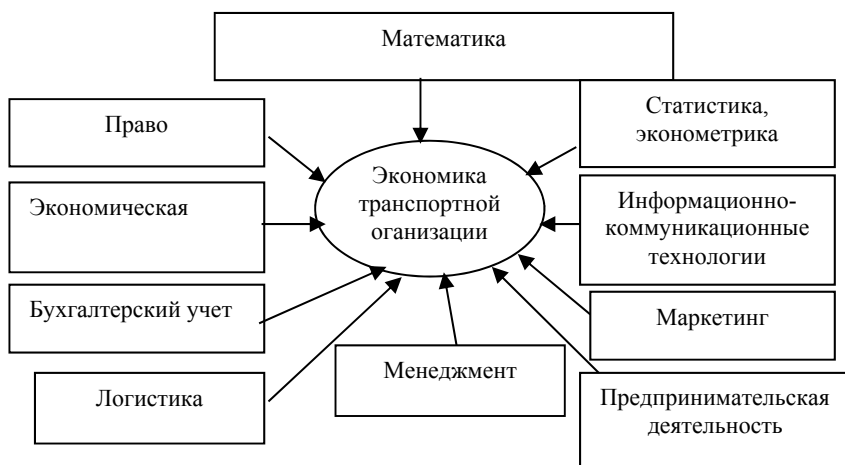 Математика
Право
Статистика,
эконометрика
Экономика
транспортной
оганизации
Экономическая
Информационно-
коммуникационные
технологии
Бухгалтерский учет
Маркетинг
Менеджмент
Логистика
Предпринимательская
деятельность